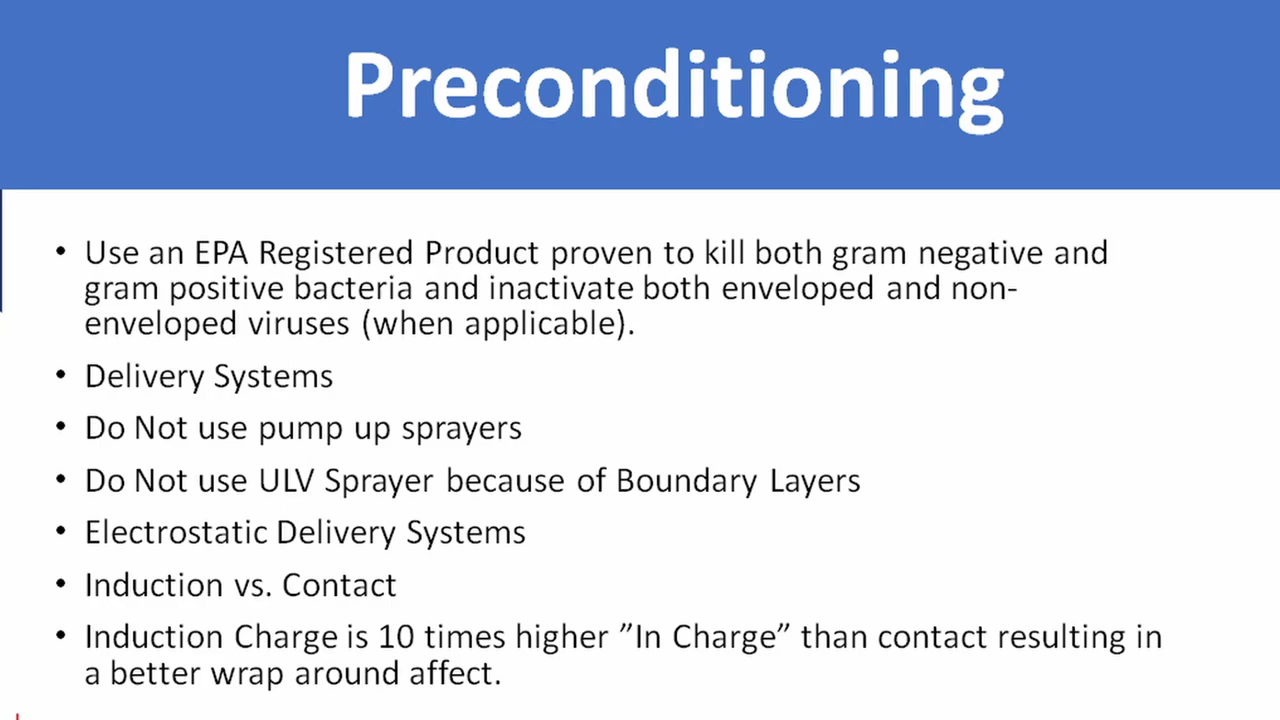 Preconditioning
• Use an EPA Registered Product proven to kill both gram negative and
gram positive bacteria and inactivate both enveloped and non-
enveloped viruses (when applicable).
• Delivery Systems
• Do Not use pump up sprayers
• Do Not use ULV Sprayer because of Boundary Layers
• Electrostatic Delivery Systems
• Induction vs. Contact
• Induction Charge is 10 times higher ”In Charge” than contact resulting in
a better wrap around affect.